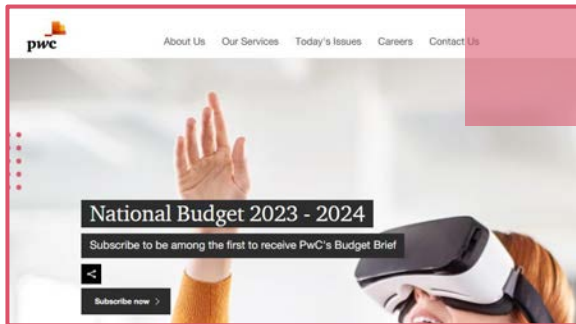 pwc
About Us Our Services Today's Issues Careers Contact Us
National Budget 2023 - 2024
Subscribe to be among the first to receive PwC's Budget Brief
Subscribe now